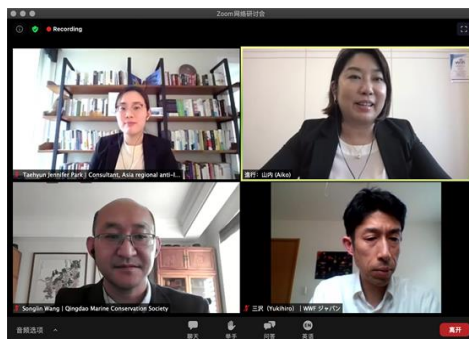 Zoom网络研讨会
Recording
Taehyun Jennifer Park | Consultant, Asia regional anti-I...
進行：山内 (Aiko)
Songlin Wang | Qingdao Marine Conservation Society
三沢（Yukihiro）｜WWF ジャパン
音频选项
聊天
举手
问答
英语
离开